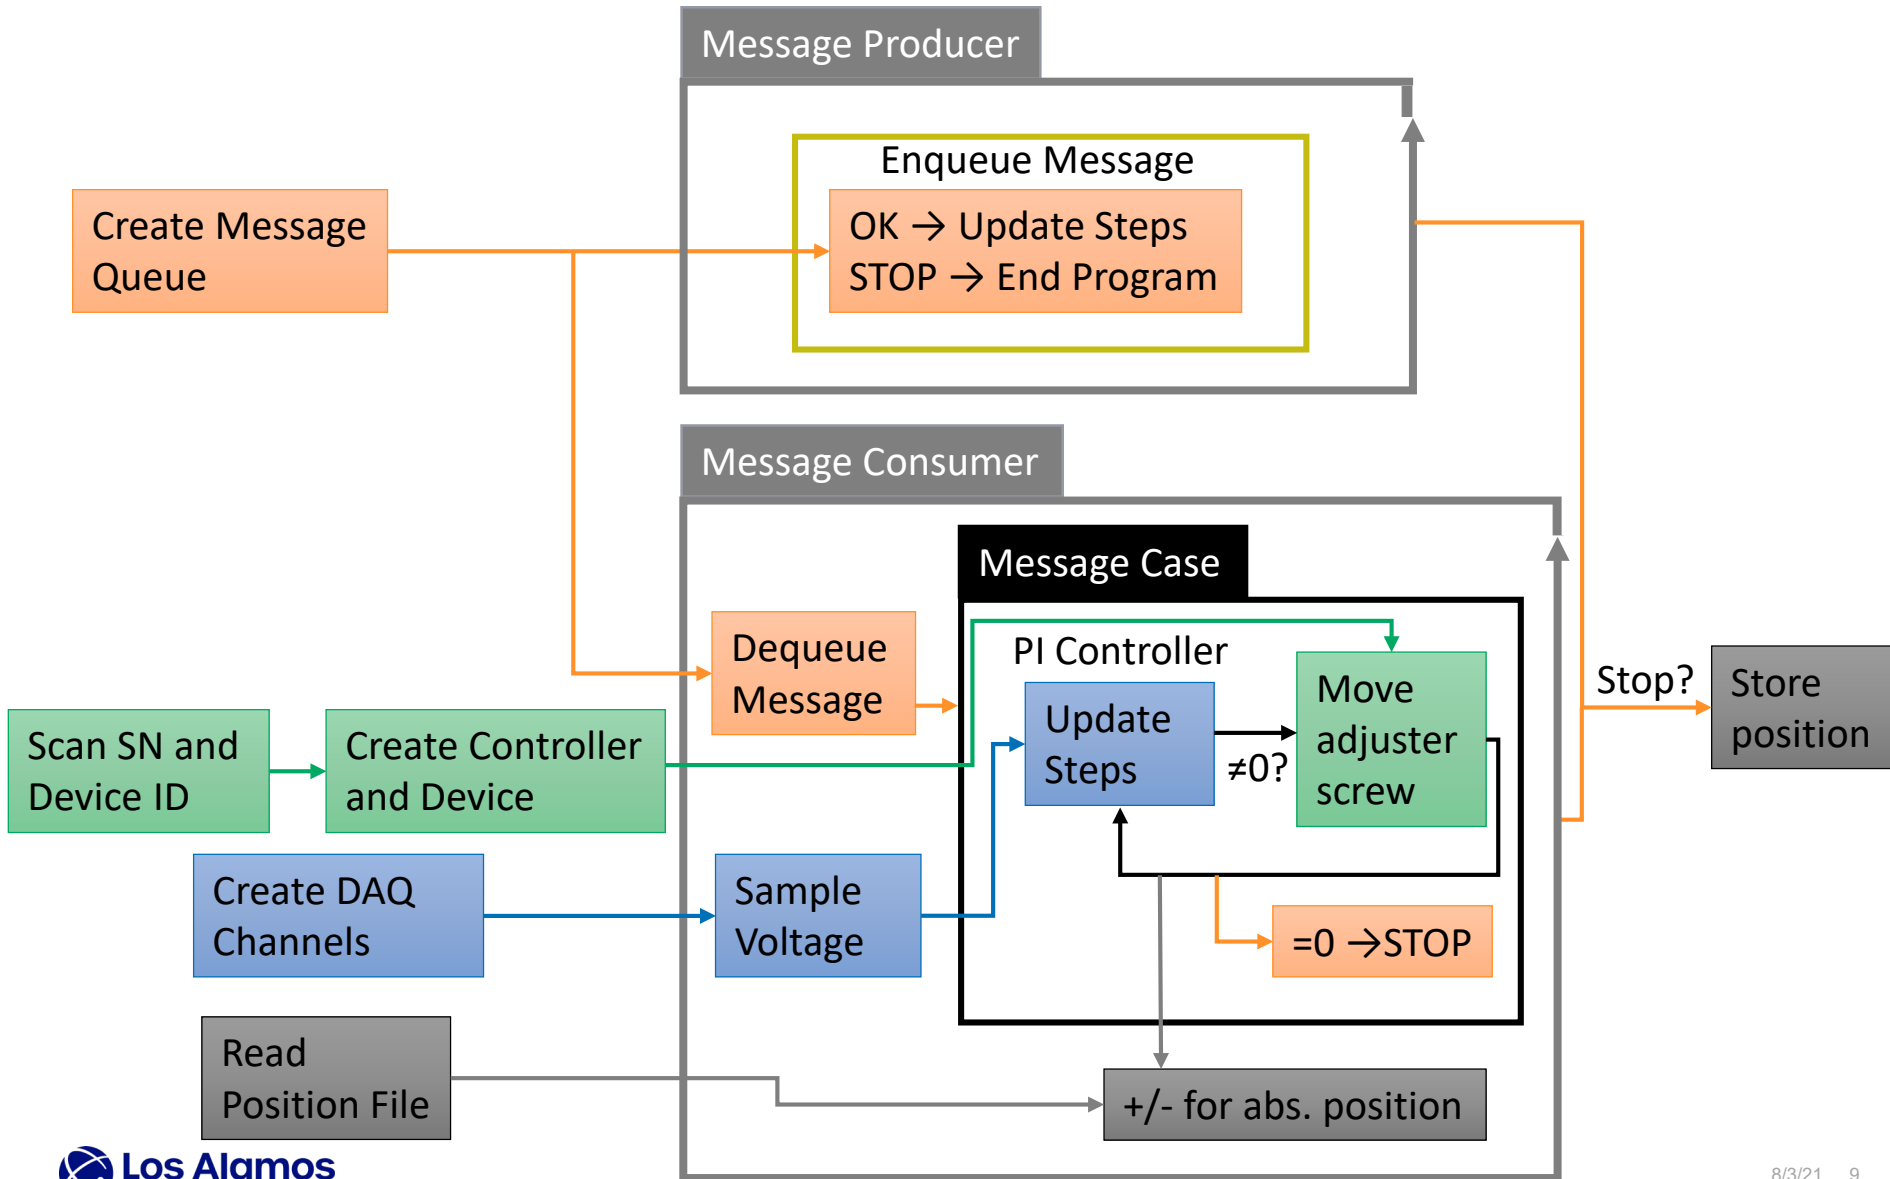 Message Producer
Enqueue Message
Create Message
Queue
OK → Update Steps
STOP → End Program
Message Consumer
Message Case
Dequeue
Message
PI Controller
Update
Steps
≠0?
Move
adjuster
screw
Stop?
Store
position
Scan SN and
Device ID
Create Controller
and Device
Create DAQ
Channels
Sample
Voltage
=0 →STOP
Read
Position File
+/- for abs. position
Los Alamos
8/3/21 9